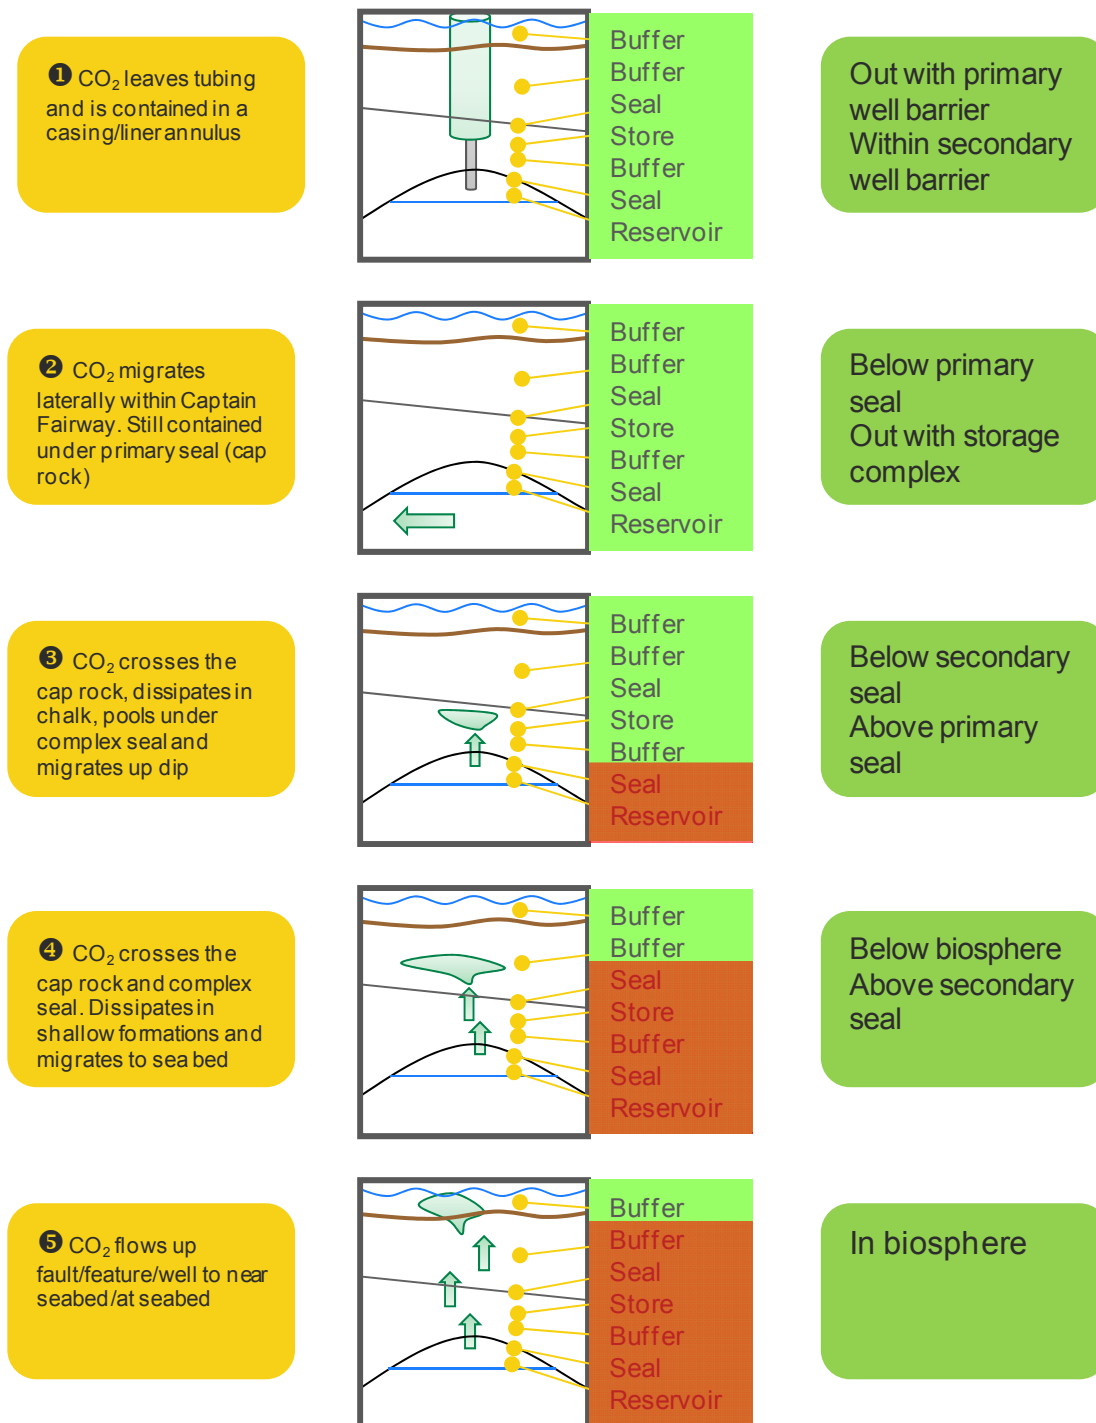 ❶ CO₂ leaves tubing
and is contained in a
casing/liner annulus
Buffer
Buffer
Seal
Store
Buffer
Seal
Reservoir
Out with primary
well barrier
Within secondary
well barrier
❷ CO₂ migrates
laterally within Captain
Fairway. Still contained
under primary seal (cap
rock)
Buffer
Buffer
Seal
Store
Buffer
Seal
Reservoir
Below primary
seal
Out with storage
complex
❸ CO₂ crosses the
cap rock, dissipates in
chalk, pools under
complex seal and
migrates up dip
Buffer
Buffer
Seal
Store
Buffer
Seal
Reservoir
Below secondary
seal
Above primary
seal
❹ CO₂ crosses the
cap rock and complex
seal. Dissipates in
shallow formations and
migrates to sea bed
Buffer
Buffer
Seal
Store
Buffer
Seal
Reservoir
Below biosphere
Above secondary
seal
❺ CO₂ flows up
fault/feature/well to near
seabed/at seabed
Buffer
Buffer
Seal
Store
Buffer
Seal
Reservoir
In biosphere